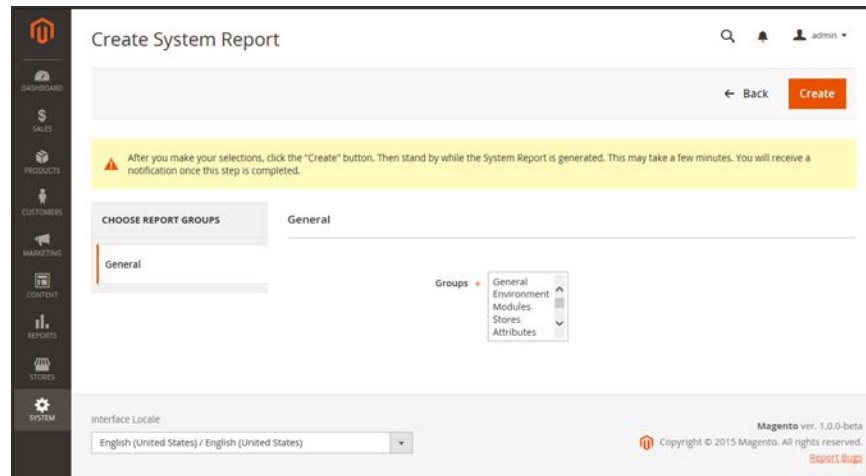 Create System Report
admin
DASHBOARD
← Back
Create
SALES
After you make your selections, click the "Create" button. Then stand by while the System Report is generated. This may take a few minutes. You will receive a
notification once this step is completed.
PRODUCTS
CUSTOMERS
CHOOSE REPORT GROUPS
General
MARKETING
General
Groups *
General
Environment
Modules
Stores
Attributes
CONTENT
REPORTS
STORES
SYSTEM
Interface Locale
English (United States) / English (United States)
Magento ver. 1.0.0-beta
Copyright © 2015 Magento. All rights reserved.
Report Bugs